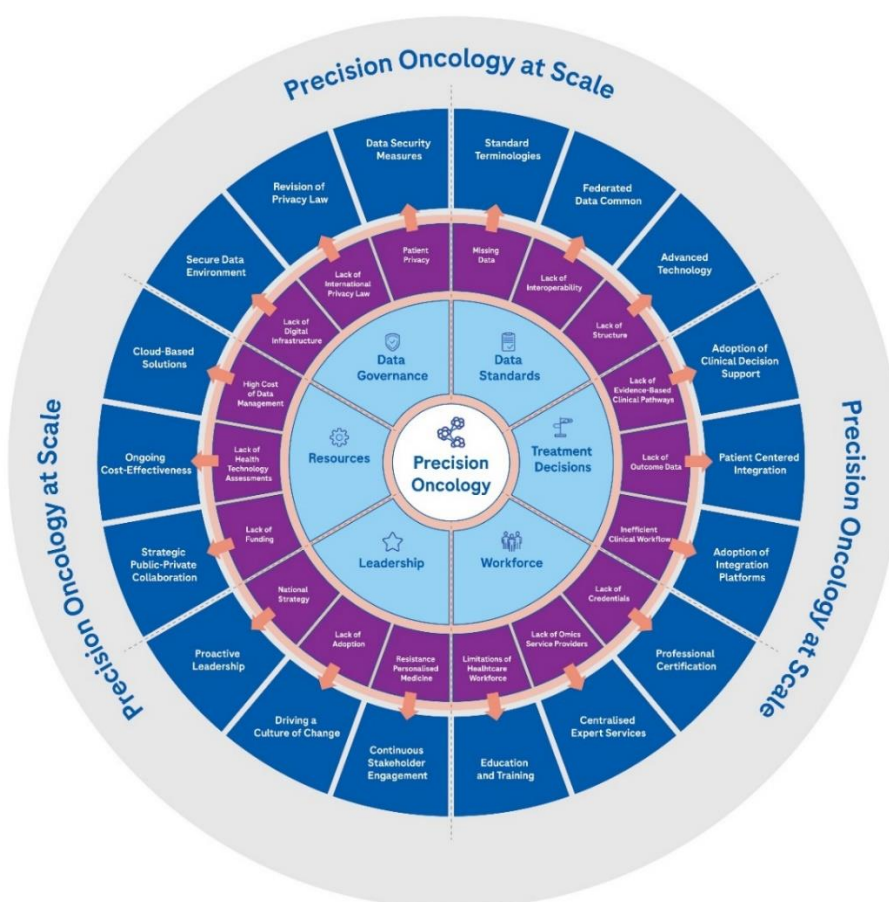 Precision Oncology at Scale
Precision Oncology at Scale
Precision Oncology at Scale
Data Security
Measures
Standard
Terminologies
Federated
Data Common
Advanced
Technology
Adoption of
Clinical Decision
Support
Patient Centered
Integration
Adoption of
Integration
Platforms
Professional
Certification
Centralised
Expert Services
Education
and Training
Continuous
Stakeholder
Engagement
Driving a
Culture of Change
Proactive
Leadership
Strategic
Public-Private
Collaboration
Ongoing
Cost-Effectiveness
Cloud-Based
Solutions
Secure Data
Environment
Revision of
Privacy Law
Patient
Privacy
Missing
Data
Lack of
Interoperability
Lack of
Structure
Lack of
Evidence-Based
Clinical Pathways
Lack of
Outcome Data
Inefficient
Clinical Workflow
Lack of
Credentials
Lack of Omics
Service Providers
Limitations of
Healthcare
Workforce
Resistance
Personalised
Medicine
Lack of
Adoption
National
Strategy
Lack of
Funding
Lack of
Health
Technology
Assessments
High Cost
of Data
Management
Lack of
Digital
Infrastructure
Lack of
International
Privacy Law
Data
Governance
Data
Standards
Treatment
Decisions
Workforce
Leadership
Resources
Precision
Oncology